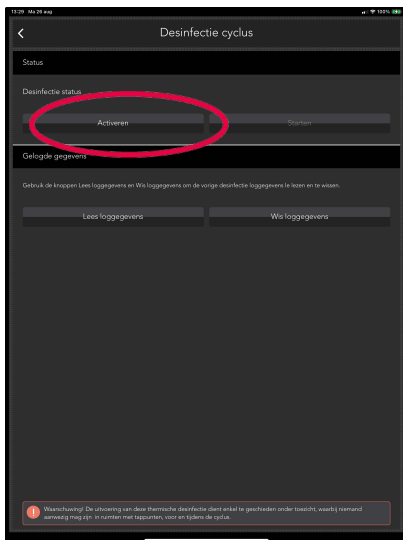 13:29 Ma 26 aug 100%
Desinfectie cyclus
Status
Desinfectie status
Activeren Starten
Gelogde gegevens
Gebruik de knoppen Lees loggegevens en Wis loggegevens om de vorige desinfectie loggegevens te lezen en te wissen.
Lees loggegevens Wis loggegevens
Waarschuwing! De uitvoering van deze thermische desinfectie dient enkel te geschieden onder toezicht, waarbij niemand
aanwezig mag zijn in ruimten met tappunten, voor en tijdens de cyclus.